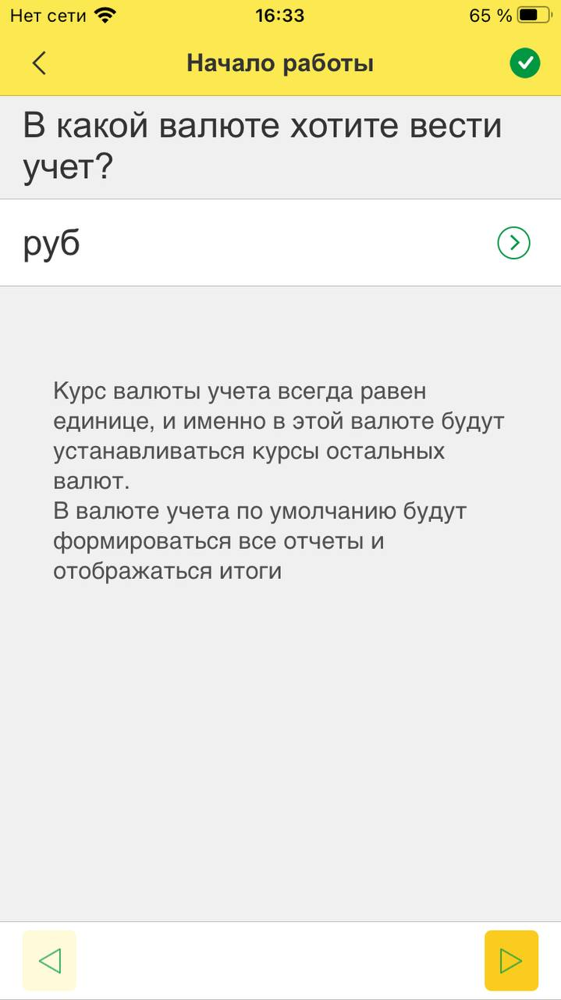 Нет сети 16:33 65 %
Начало работы
В какой валюте хотите вести
учет?
руб
Курс валюты учета всегда равен
единице, и именно в этой валюте будут
устанавливаться курсы остальных
валют.
В валюте учета по умолчанию будут
формироваться все отчеты и
отображаться итоги